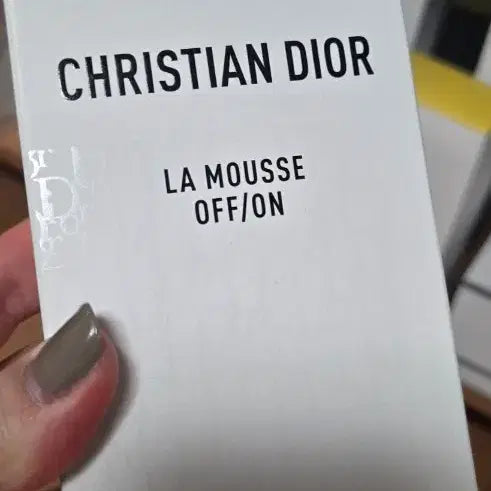 CHRISTIAN DIOR
LA MOUSSE
OFF/ON